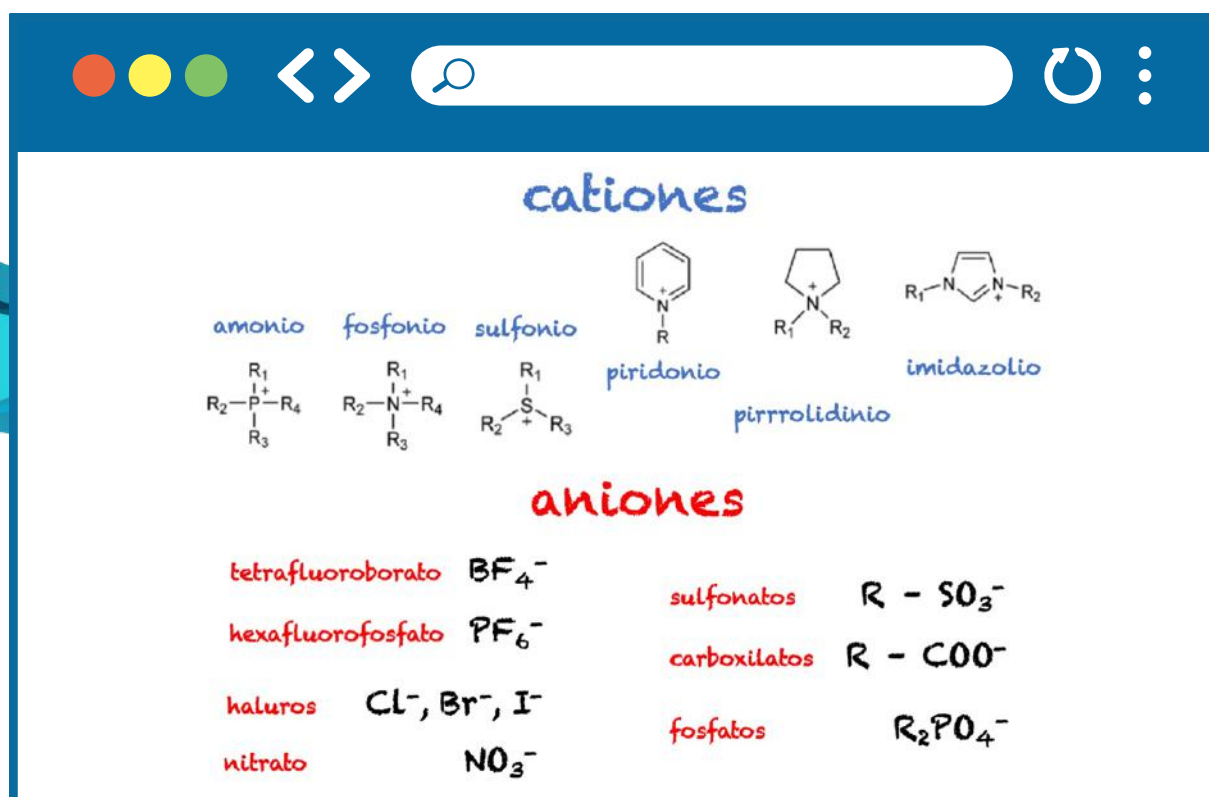 cationes
amonio
fosfonio
sulfonio
R1
R2-P+-R4
R3
R1
R2-N+-R4
R3
R1
S+
R2 R3
N+
R
piridonio
N+
R1 R2
pirrrolidinio
R1-N N+-R2
imidazolio
aniones
tetrafluoroborato BF4-
hexafluorofosfato PF6-
haluros Cl-, Br-, I-
nitrato NO3-
sulfonatos R - SO3-
carboxilatos R - COO-
fosfatos R2PO4-